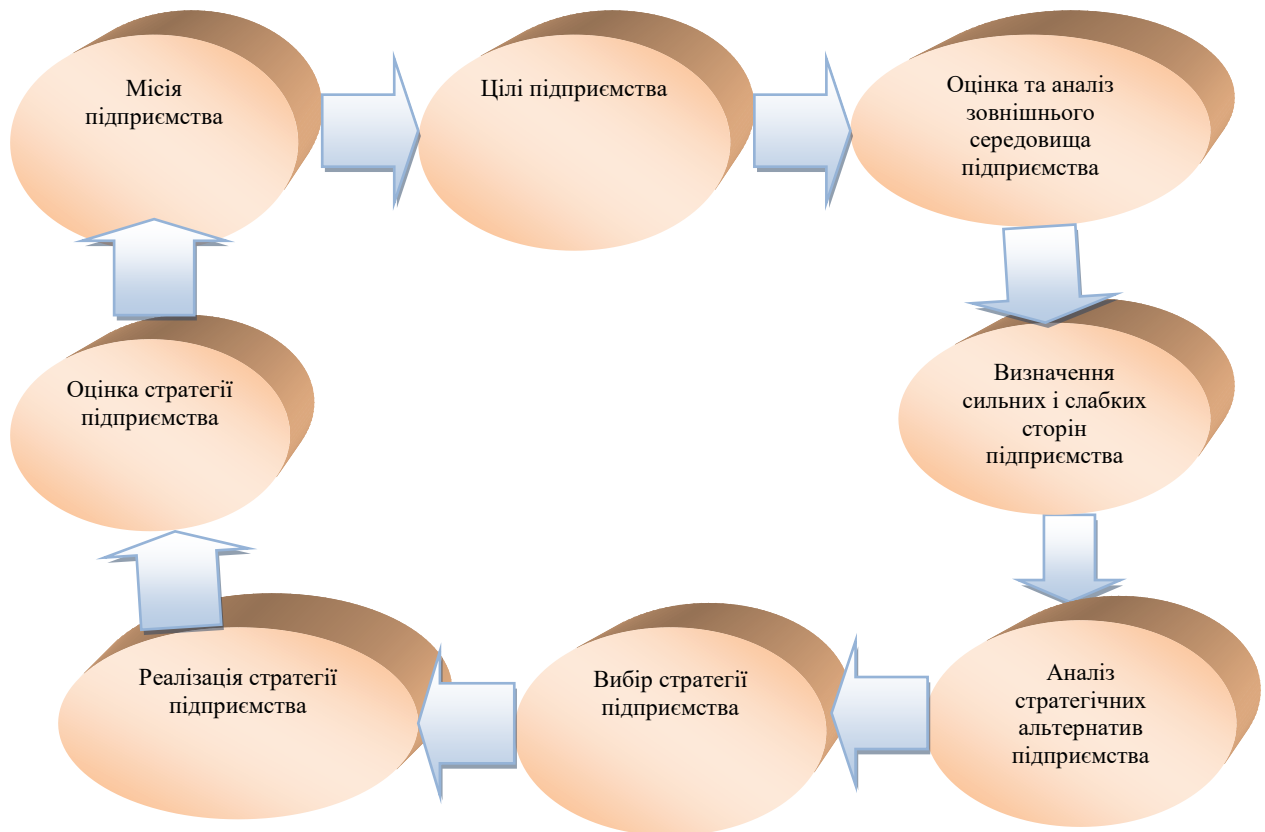 Місія
підприємства
Цілі підприємства
Оцінка та аналіз
зовнішнього
середовища
підприємства
Визначення
сильних і слабких
сторін
підприємства
Аналіз
стратегічних
альтернатив
підприємства
Вибір стратегії
підприємства
Реалізація стратегії
підприємства
Оцінка стратегії
підприємства